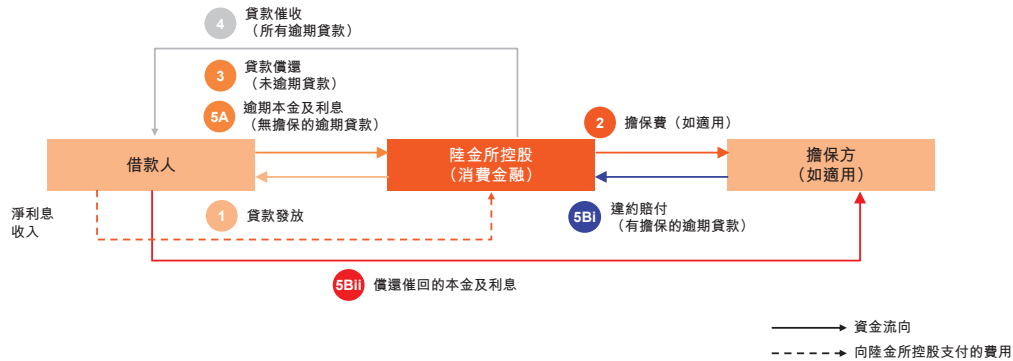 4
貸款催收
（所有逾期貸款）
3
貸款償還
（未逾期貸款）
5A
逾期本金及利息
（無擔保的逾期貸款）
2
擔保費（如適用）
借款人
陸金所控股
（消費金融）
擔保方
（如適用）
淨利息
收入
1
貸款發放
5Bi
違約賠付
（有擔保的逾期貸款）
5Bii
償還催回的本金及利息
資金流向
向陸金所控股支付的費用